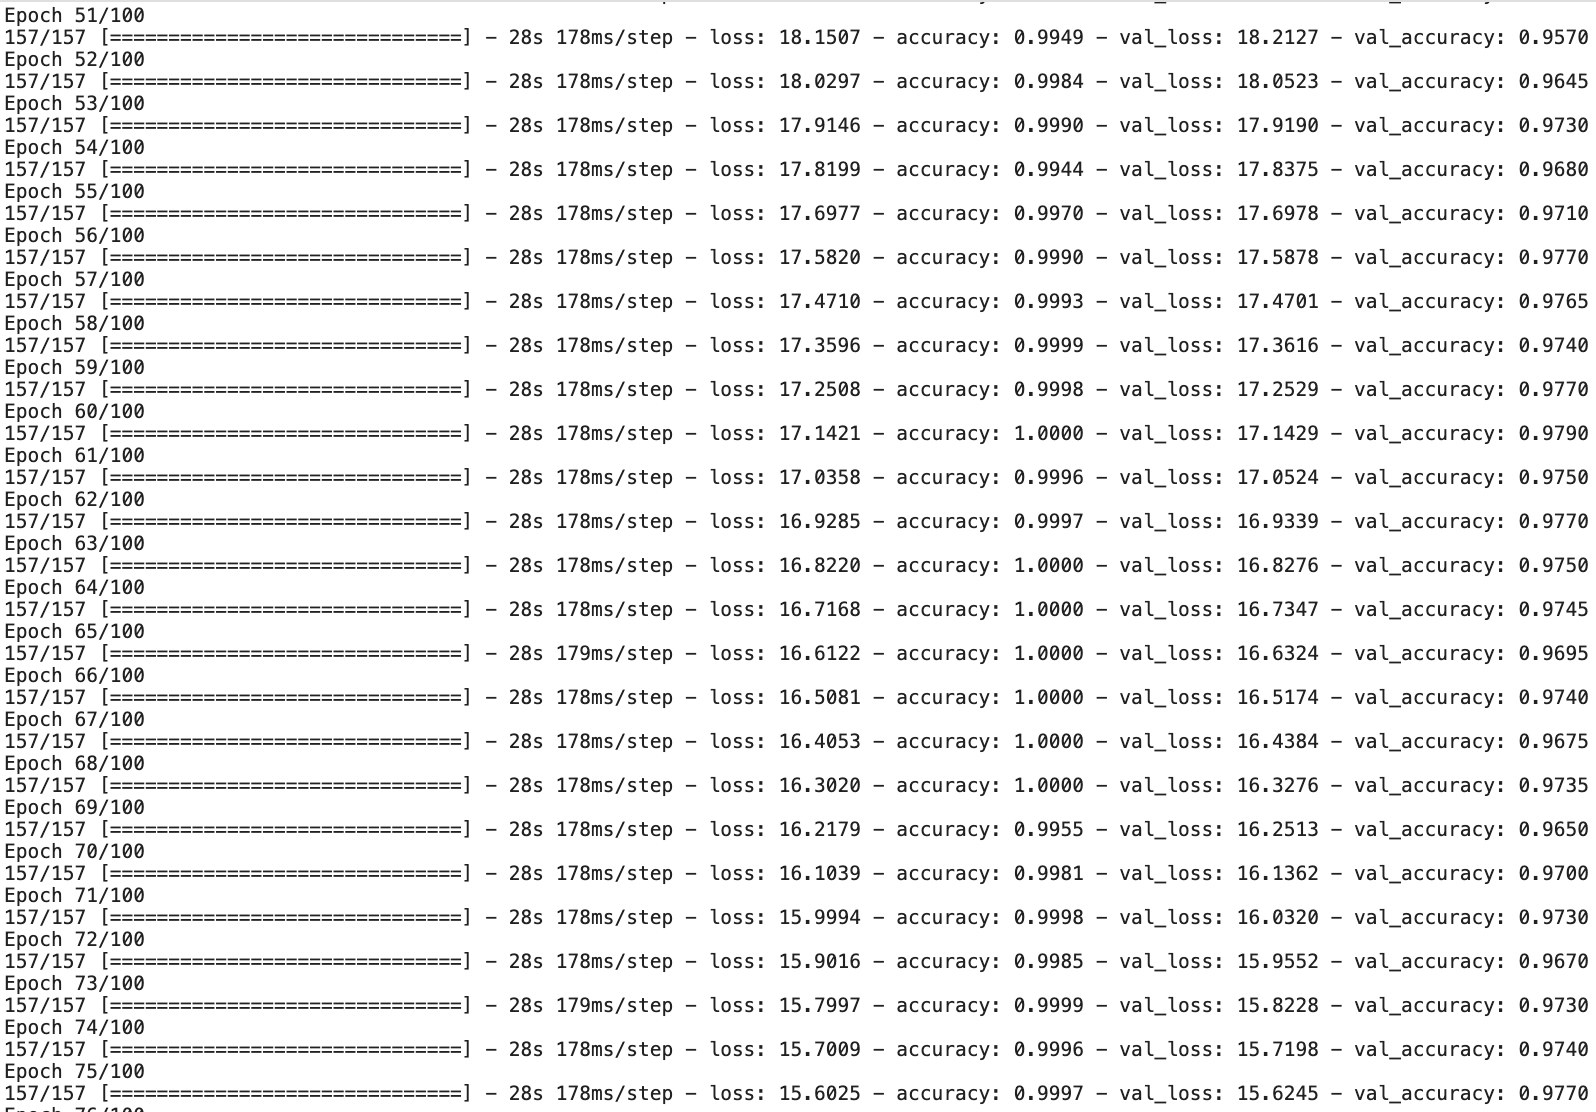 Epoch 51/100
157/157 [==============================] - 28s 178ms/step - loss: 18.1507 - accuracy: 0.9949 - val_loss: 18.2127 - val_accuracy: 0.9570
Epoch 52/100
157/157 [==============================] - 28s 178ms/step - loss: 18.0297 - accuracy: 0.9984 - val_loss: 18.0523 - val_accuracy: 0.9645
Epoch 53/100
157/157 [==============================] - 28s 178ms/step - loss: 17.9146 - accuracy: 0.9990 - val_loss: 17.9190 - val_accuracy: 0.9730
Epoch 54/100
157/157 [==============================] - 28s 178ms/step - loss: 17.8199 - accuracy: 0.9944 - val_loss: 17.8375 - val_accuracy: 0.9680
Epoch 55/100
157/157 [==============================] - 28s 178ms/step - loss: 17.6977 - accuracy: 0.9970 - val_loss: 17.6978 - val_accuracy: 0.9710
Epoch 56/100
157/157 [==============================] - 28s 178ms/step - loss: 17.5820 - accuracy: 0.9990 - val_loss: 17.5878 - val_accuracy: 0.9770
Epoch 57/100
157/157 [==============================] - 28s 178ms/step - loss: 17.4710 - accuracy: 0.9993 - val_loss: 17.4701 - val_accuracy: 0.9765
Epoch 58/100
157/157 [==============================] - 28s 178ms/step - loss: 17.3596 - accuracy: 0.9999 - val_loss: 17.3616 - val_accuracy: 0.9740
Epoch 59/100
157/157 [==============================] - 28s 178ms/step - loss: 17.2508 - accuracy: 0.9998 - val_loss: 17.2529 - val_accuracy: 0.9770
Epoch 60/100
157/157 [==============================] - 28s 178ms/step - loss: 17.1421 - accuracy: 1.0000 - val_loss: 17.1429 - val_accuracy: 0.9790
Epoch 61/100
157/157 [==============================] - 28s 178ms/step - loss: 17.0358 - accuracy: 0.9996 - val_loss: 17.0524 - val_accuracy: 0.9750
Epoch 62/100
157/157 [==============================] - 28s 178ms/step - loss: 16.9285 - accuracy: 0.9997 - val_loss: 16.9339 - val_accuracy: 0.9770
Epoch 63/100
157/157 [==============================] - 28s 178ms/step - loss: 16.8220 - accuracy: 1.0000 - val_loss: 16.8276 - val_accuracy: 0.9750
Epoch 64/100
157/157 [==============================] - 28s 178ms/step - loss: 16.7168 - accuracy: 1.0000 - val_loss: 16.7347 - val_accuracy: 0.9745
Epoch 65/100
157/157 [==============================] - 28s 179ms/step - loss: 16.6122 - accuracy: 1.0000 - val_loss: 16.6324 - val_accuracy: 0.9695
Epoch 66/100
157/157 [==============================] - 28s 178ms/step - loss: 16.5081 - accuracy: 1.0000 - val_loss: 16.5174 - val_accuracy: 0.9740
Epoch 67/100
157/157 [==============================] - 28s 178ms/step - loss: 16.4053 - accuracy: 1.0000 - val_loss: 16.4384 - val_accuracy: 0.9675
Epoch 68/100
157/157 [==============================] - 28s 178ms/step - loss: 16.3020 - accuracy: 1.0000 - val_loss: 16.3276 - val_accuracy: 0.9735
Epoch 69/100
157/157 [==============================] - 28s 178ms/step - loss: 16.2179 - accuracy: 0.9955 - val_loss: 16.2513 - val_accuracy: 0.9650
Epoch 70/100
157/157 [==============================] - 28s 178ms/step - loss: 16.1039 - accuracy: 0.9981 - val_loss: 16.1362 - val_accuracy: 0.9700
Epoch 71/100
157/157 [==============================] - 28s 178ms/step - loss: 15.9994 - accuracy: 0.9998 - val_loss: 16.0320 - val_accuracy: 0.9730
Epoch 72/100
157/157 [==============================] - 28s 178ms/step - loss: 15.9016 - accuracy: 0.9985 - val_loss: 15.9552 - val_accuracy: 0.9670
Epoch 73/100
157/157 [==============================] - 28s 179ms/step - loss: 15.7997 - accuracy: 0.9999 - val_loss: 15.8228 - val_accuracy: 0.9730
Epoch 74/100
157/157 [==============================] - 28s 178ms/step - loss: 15.7009 - accuracy: 0.9996 - val_loss: 15.7198 - val_accuracy: 0.9740
Epoch 75/100
157/157 [==============================] - 28s 178ms/step - loss: 15.6025 - accuracy: 0.9997 - val_loss: 15.6245 - val_accuracy: 0.9770